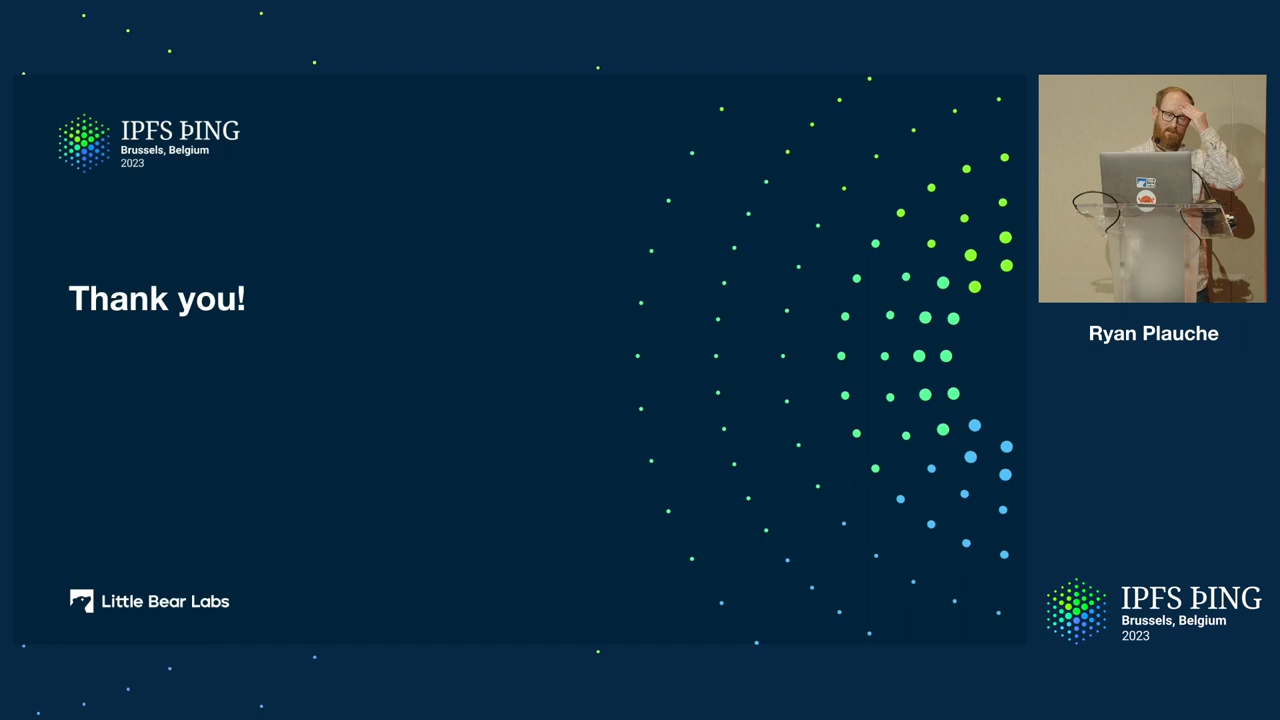 IPFS ÞING
Brussels, Belgium
2023
Thank you!
Little Bear Labs
Ryan Plauche
IPFS ÞING
Brussels, Belgium
2023